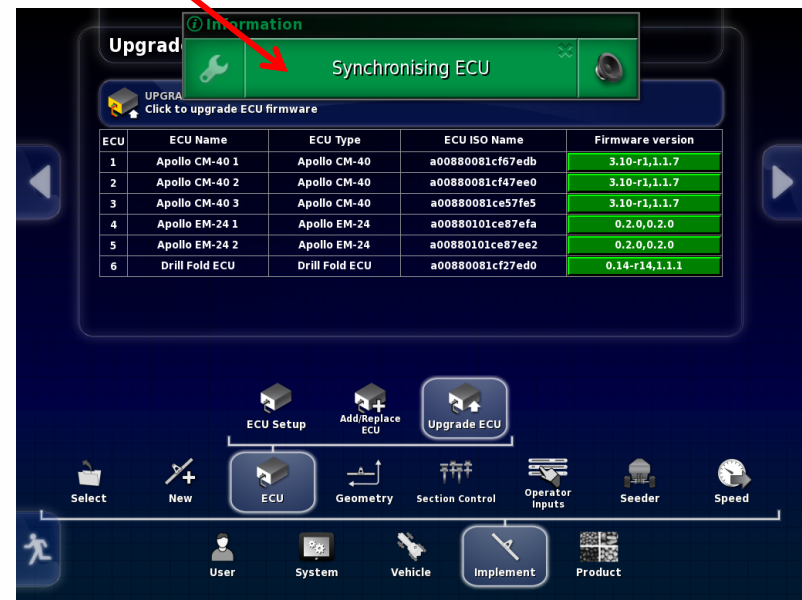 Information
Upgrad
Synchronising ECU
UPGRA
Click to upgrade ECU firmware
ECU ECU Name ECU Type ECU ISO Name Firmware version
1 Apollo CM-40 1 Apollo CM-40 a00880081cf67edb 3.10-r1,1.1.7
2 Apollo CM-40 2 Apollo CM-40 a00880081cf47ee0 3.10-r1,1.1.7
3 Apollo CM-40 3 Apollo CM-40 a00880081ce57fe5 3.10-r1,1.1.7
4 Apollo EM-24 1 Apollo EM-24 a00880101ce87efa 0.2.0,0.2.0
5 Apollo EM-24 2 Apollo EM-24 a00880101ce87ee2 0.2.0,0.2.0
6 Drill Fold ECU Drill Fold ECU a00880081cf27ed0 0.14-r14,1.1.1
ECU Setup Add/Replace ECU Upgrade ECU
Select New ECU Geometry Section Control Operator Inputs Seeder Speed
User System Vehicle Implement Product